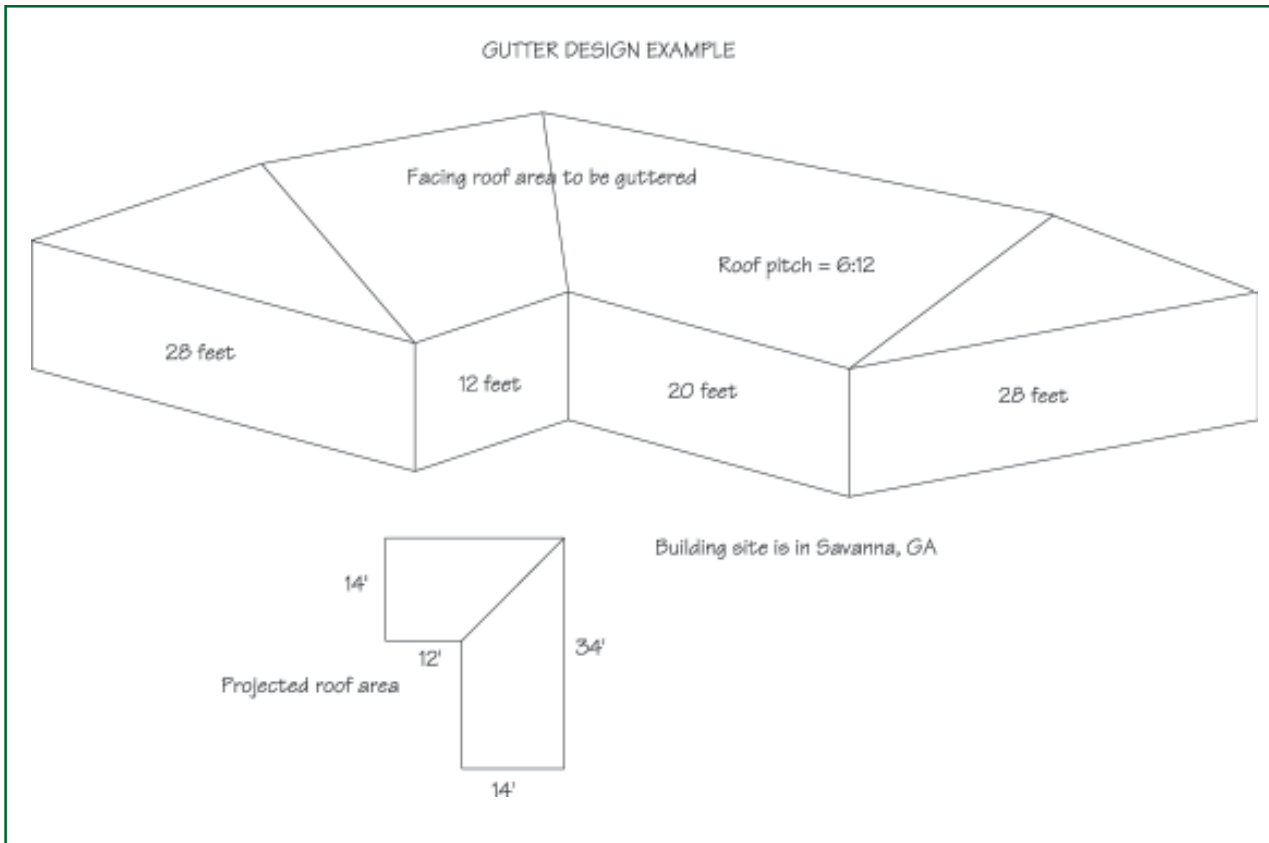 GUTTER DESIGN EXAMPLE
Facing roof area to be guttered
Roof pitch = 6:12
28 feet
12 feet
20 feet
28 feet
Building site is in Savanna, GA
14'
12'
34'
Projected roof area
14'